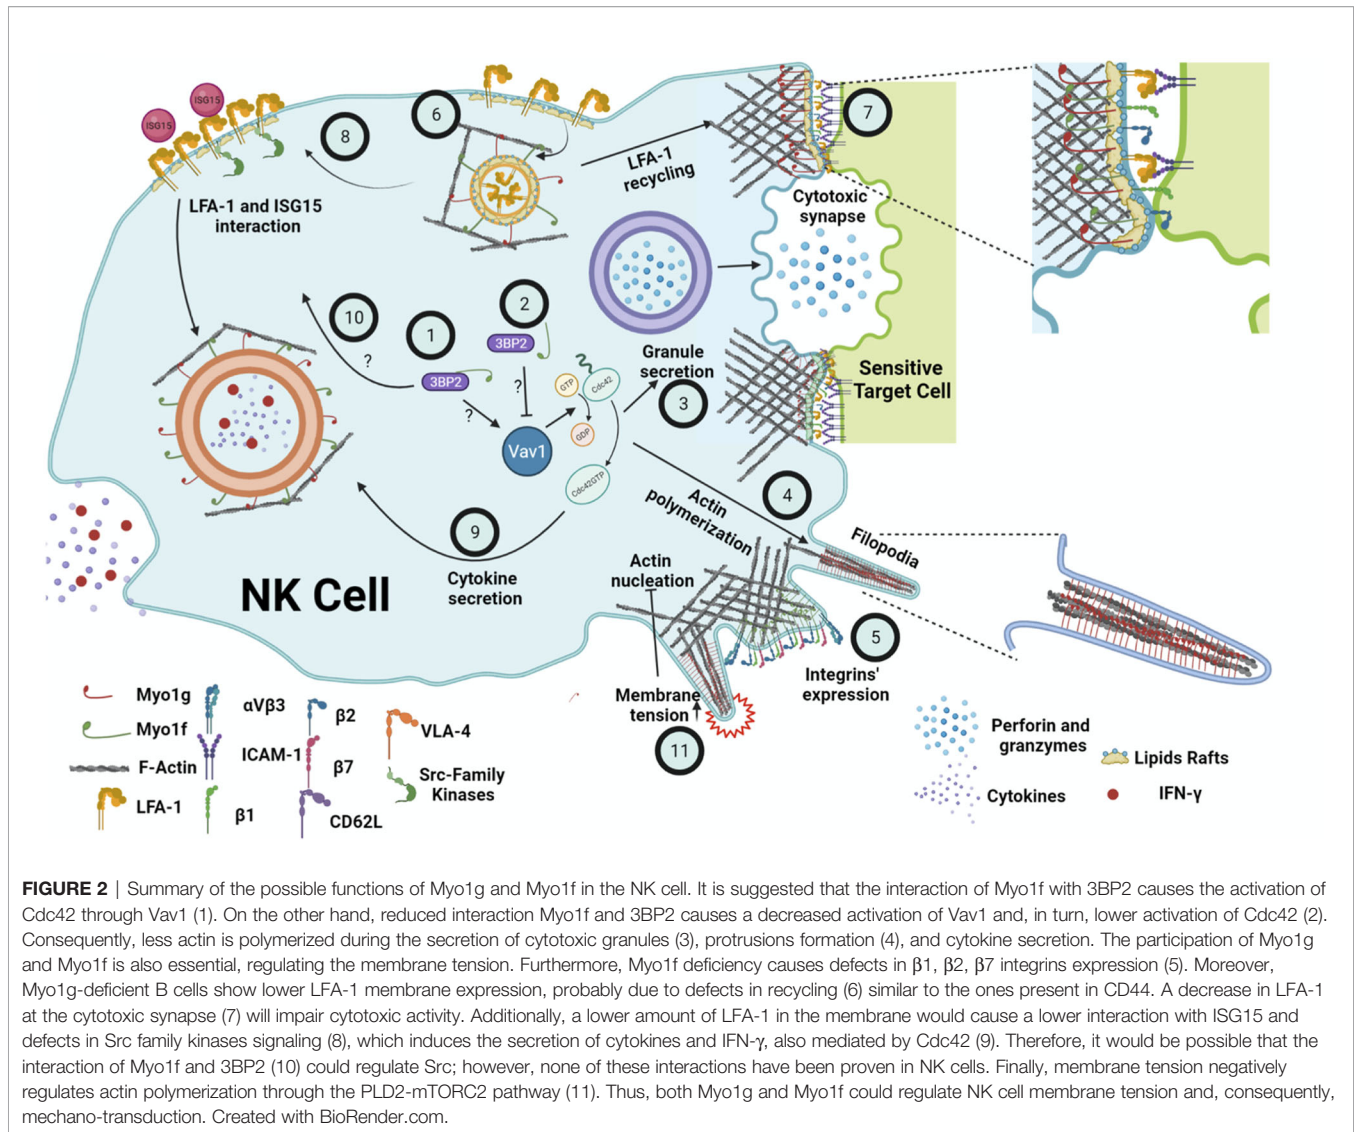 ISG15
ISG15
8
6
7
LFA-1
recycling
LFA-1 and ISG15
interaction
Cytotoxic
synapse
10
1
2
3BP2
3BP2
?
?
?
GTP
Cdc42
GDP
Vav1
Cdc42GTP
Granule
secretion
3
Sensitive
Target Cell
4
Actin
polymerization
Filopodia
9
Cytokine
secretion
NK Cell
Actin
nucleation
5
Integrins'
expression
Membrane
tension
11
Myo1g
Myo1f
F-Actin
LFA-1
αVβ3
ICAM-1
β1
β2
β7
CD62L
VLA-4
Src-Family
Kinases
Perforin and
granzymes
Cytokines
Lipids Rafts
IFN-γ
FIGURE 2 | Summary of the possible functions of Myo1g and Myo1f in the NK cell. It is suggested that the interaction of Myo1f with 3BP2 causes the activation of
Cdc42 through Vav1 (1). On the other hand, reduced interaction Myo1f and 3BP2 causes a decreased activation of Vav1 and, in turn, lower activation of Cdc42 (2).
Consequently, less actin is polymerized during the secretion of cytotoxic granules (3), protrusions formation (4), and cytokine secretion. The participation of Myo1g
and Myo1f is also essential, regulating the membrane tension. Furthermore, Myo1f deficiency causes defects in β1, β2, β7 integrins expression (5). Moreover,
Myo1g-deficient B cells show lower LFA-1 membrane expression, probably due to defects in recycling (6) similar to the ones present in CD44. A decrease in LFA-1
at the cytotoxic synapse (7) will impair cytotoxic activity. Additionally, a lower amount of LFA-1 in the membrane would cause a lower interaction with ISG15 and
defects in Src family kinases signaling (8), which induces the secretion of cytokines and IFN-γ, also mediated by Cdc42 (9). Therefore, it would be possible that the
interaction of Myo1f and 3BP2 (10) could regulate Src; however, none of these interactions have been proven in NK cells. Finally, membrane tension negatively
regulates actin polymerization through the PLD2-mTORC2 pathway (11). Thus, both Myo1g and Myo1f could regulate NK cell membrane tension and, consequently,
mechano-transduction. Created with BioRender.com.